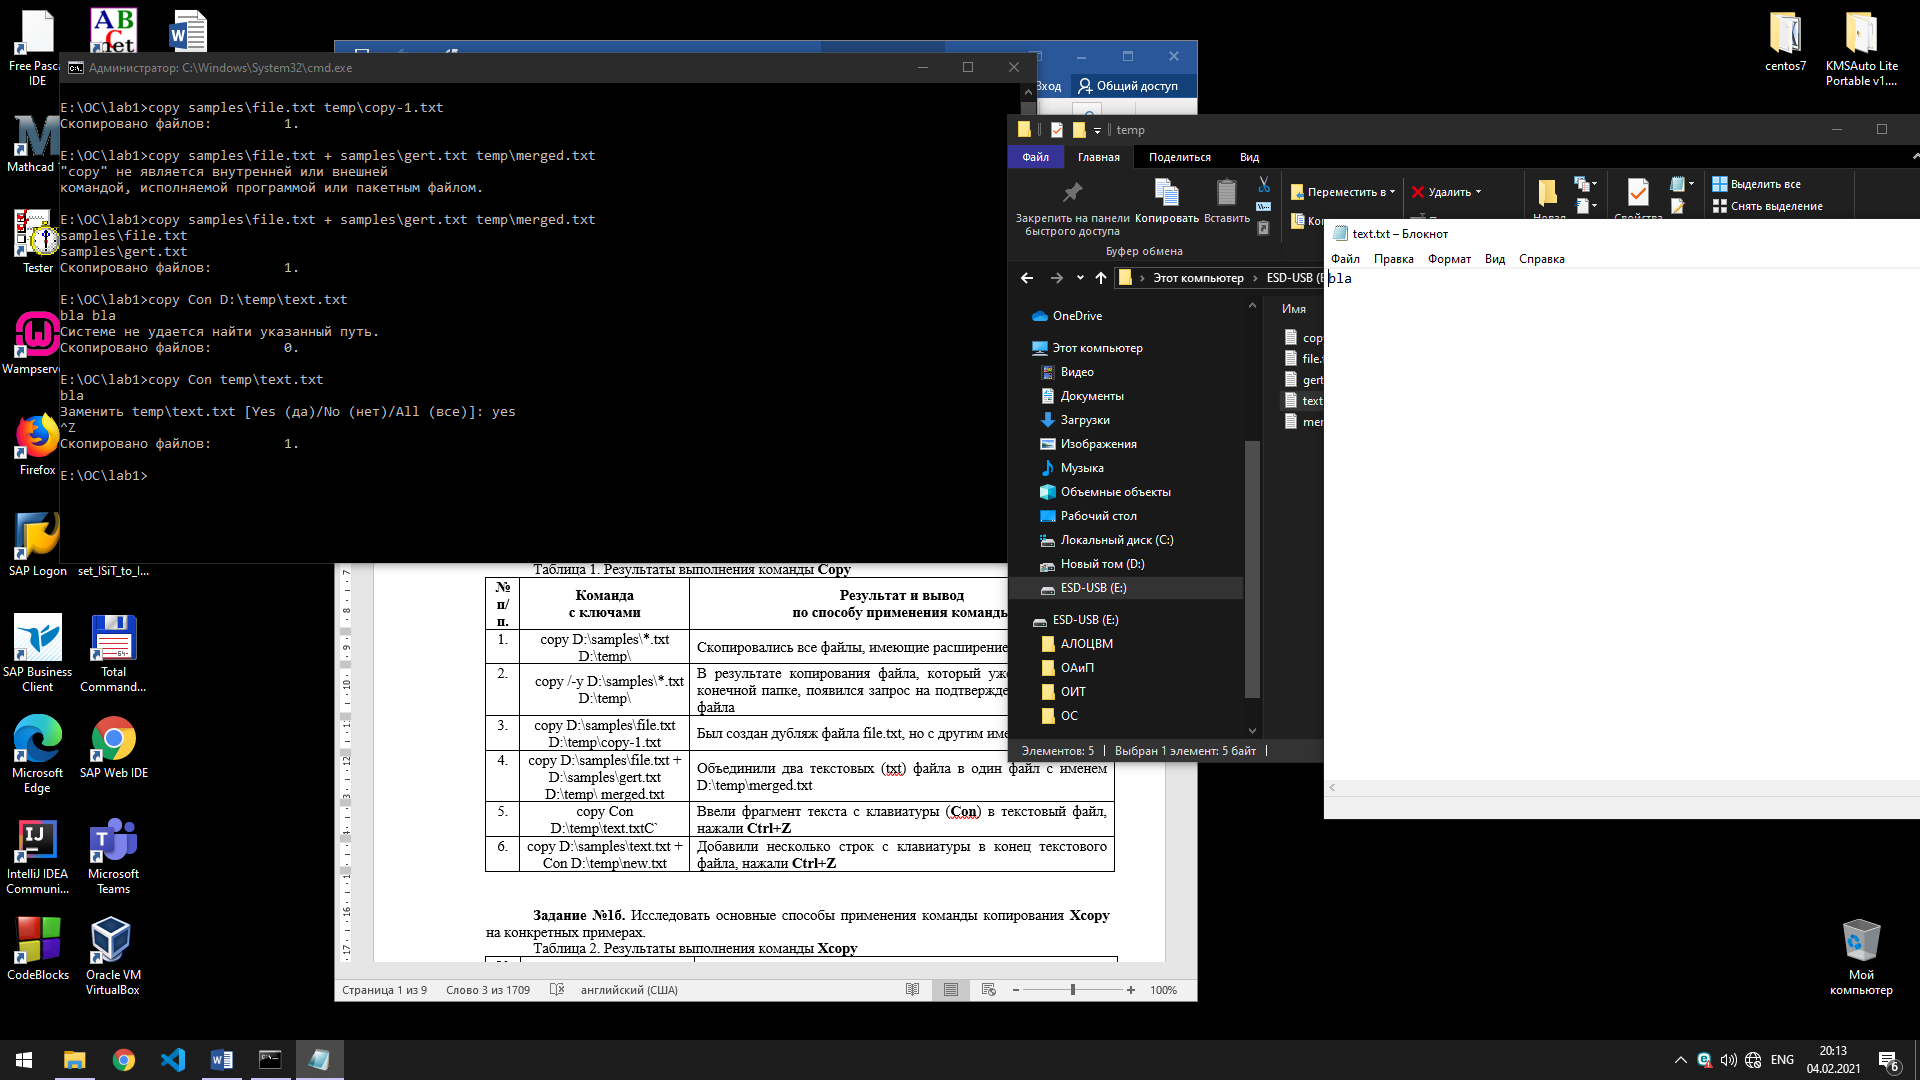 Free Pasca
IDE
Mathcad
Tester
Wampserv
Firefox
SAP Logon
set_ISiT_to_I...
SAP Business
Client
Total
Command...
Microsoft
Edge
SAP Web IDE
IntelliJ IDEA
Communi...
Microsoft
Teams
CodeBlocks
Oracle VM
VirtualBox
centos7
KMSAuto Lite
Portable v1....
Мой
компьютер
Администратор: C:\Windows\System32\cmd.exe
E:\OC\lab1>copy samples\file.txt temp\copy-1.txt
Скопировано файлов: 1.
E:\OC\lab1>copy samples\file.txt + samples\gert.txt temp\merged.txt
"copy" не является внутренней или внешней
командой, исполняемой программой или пакетным файлом.
E:\OC\lab1>copy samples\file.txt + samples\gert.txt temp\merged.txt
samples\file.txt
samples\gert.txt
Скопировано файлов: 1.
E:\OC\lab1>copy Con D:\temp\text.txt
bla bla
Системе не удается найти указанный путь.
Скопировано файлов: 0.
E:\OC\lab1>copy Con temp\text.txt
bla
Заменить temp\text.txt [Yes (да)/No (нет)/All (все)]: yes
^Z
Скопировано файлов: 1.
E:\OC\lab1>
Вход
Общий доступ
Таблица 1. Результаты выполнения команды Copy
№ п/п.
Команда с ключами
Результат и вывод
по способу применения команды
1.
copy D:\samples\*.txt
D:\temp\
Скопировались все файлы, имеющие расширение
2.
copy /-y D:\samples\*.txt
D:\temp\
В результате копирования файла, который уже
конечной папке, появился запрос на подтвержде
файла
3.
copy D:\samples\file.txt
D:\temp\copy-1.txt
Был создан дубляж файла file.txt, но с другим име
4.
copy D:\samples\file.txt +
D:\samples\gert.txt
D:\temp\ merged.txt
Объединили два текстовых (txt) файла в один файл с именем
D:\temp\merged.txt
5.
copy Con
D:\temp\text.txtC`
Ввели фрагмент текста с клавиатуры (Con) в текстовый файл,
нажали Ctrl+Z
6.
copy D:\samples\text.txt +
Con D:\temp\new.txt
Добавили несколько строк с клавиатуры в конец текстового
файла, нажали Ctrl+Z
Задание №1б. Исследовать основные способы применения команды копирования Xcopy
на конкретных примерах.
Таблица 2. Результаты выполнения команды Xcopy
Страница 1 из 9
Слово 3 из 1709
английский (США)
100%
temp
Файл
Главная
Поделиться
Вид
Закрепить на панели
быстрого доступа
Копировать
Вставить
Переместить в
Удалить
Выделить все
Снять выделение
Буфер обмена
Этот компьютер
ESD-USB (E
OneDrive
Этот компьютер
Видео
Документы
Загрузки
Изображения
Музыка
Объемные объекты
Рабочий стол
Локальный диск (C:)
Новый том (D:)
ESD-USB (E:)
ESD-USB (E:)
АЛОЦВМ
ОАиП
ОИТ
ОС
Имя
cop
file.
gert
text
mer
Элементов: 5
Выбран 1 элемент: 5 байт
text.txt – Блокнот
Файл
Правка
Формат
Вид
Справка
bla
ENG
20:13
04.02.2021
6